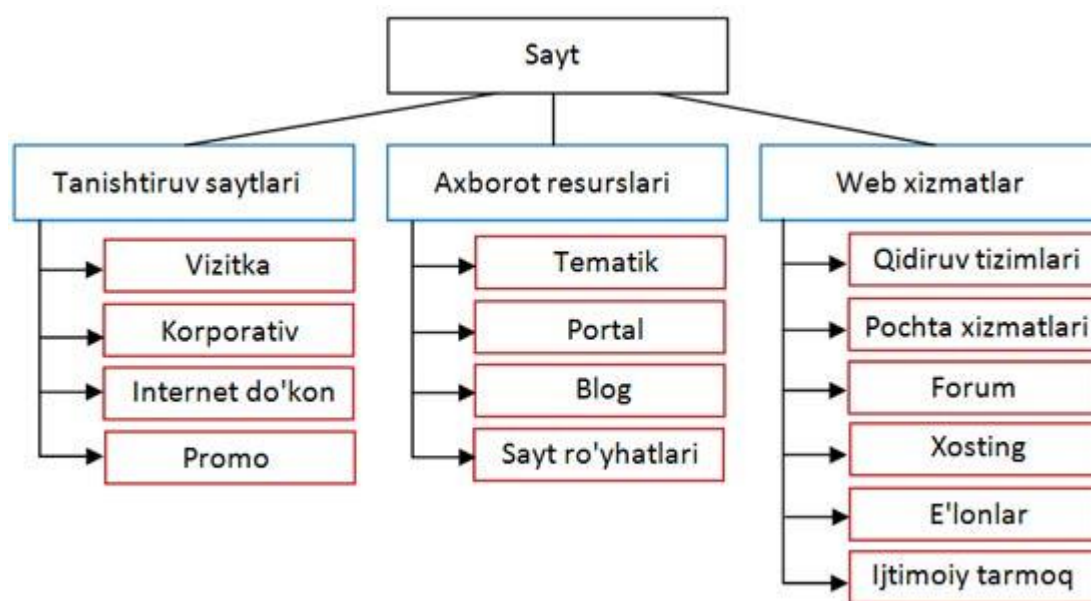 Sayt
Tanishtiruv saytlari
Vizitka
Korporativ
Internet do'kon
Promo
Axborot resurslari
Tematik
Portal
Blog
Sayt ro'yhatlari
Web xizmatlar
Qidiruv tizimlari
Pochta xizmatlari
Forum
Xosting
E'lonlar
Ijtimoiy tarmoq